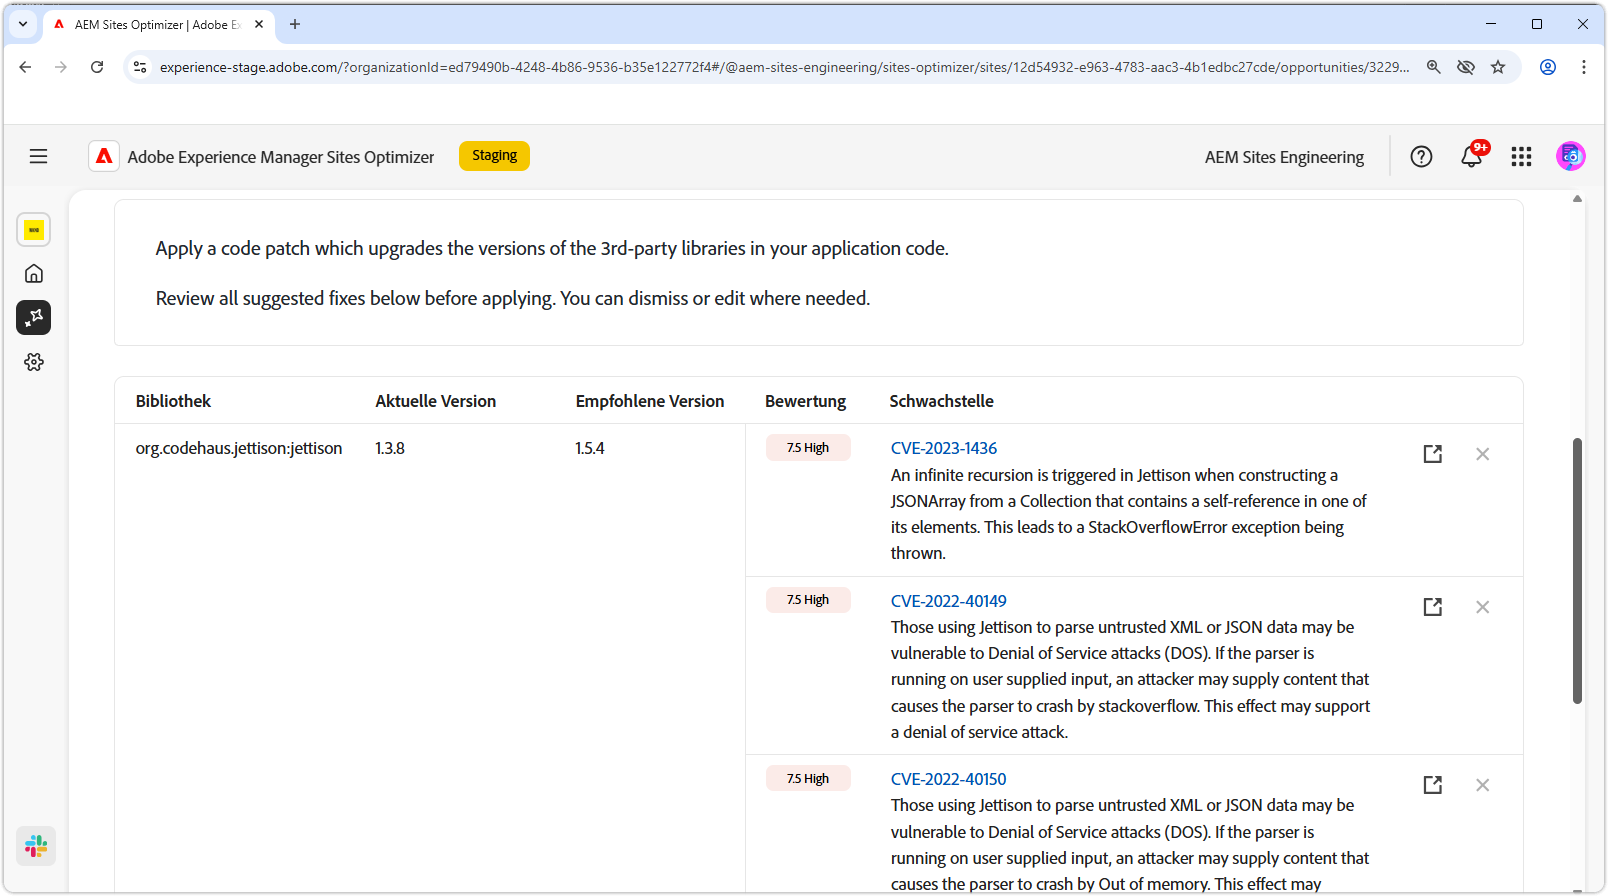 AEM Sites Optimizer | Adobe Ex
experience-stage.adobe.com/?organizationId=ed79490b-4248-4b86-9536-b35e122772f4#/@aem-sites-engineering/sites-optimizer/sites/12d54932-e963-4783-aac3-4b1edbc27cde/opportunities/3229...
Adobe Experience Manager Sites Optimizer
Staging
AEM Sites Engineering
9+
Apply a code patch which upgrades the versions of the 3rd-party libraries in your application code.
Review all suggested fixes below before applying. You can dismiss or edit where needed.
Bibliothek Aktuelle Version Empfohlene Version Bewertung Schwachstelle
org.codehaus.jettison:jettison 1.3.8 1.5.4 7.5 High CVE-2023-1436
An infinite recursion is triggered in Jettison when constructing a
JSONArray from a Collection that contains a self-reference in one of
its elements. This leads to a StackOverflowError exception being
thrown.
7.5 High CVE-2022-40149
Those using Jettison to parse untrusted XML or JSON data may be
vulnerable to Denial of Service attacks (DOS). If the parser is
running on user supplied input, an attacker may supply content that
causes the parser to crash by stackoverflow. This effect may support
a denial of service attack.
7.5 High CVE-2022-40150
Those using Jettison to parse untrusted XML or JSON data may be
vulnerable to Denial of Service attacks (DOS). If the parser is
running on user supplied input, an attacker may supply content that
causes the parser to crash by Out of memory. This effect may